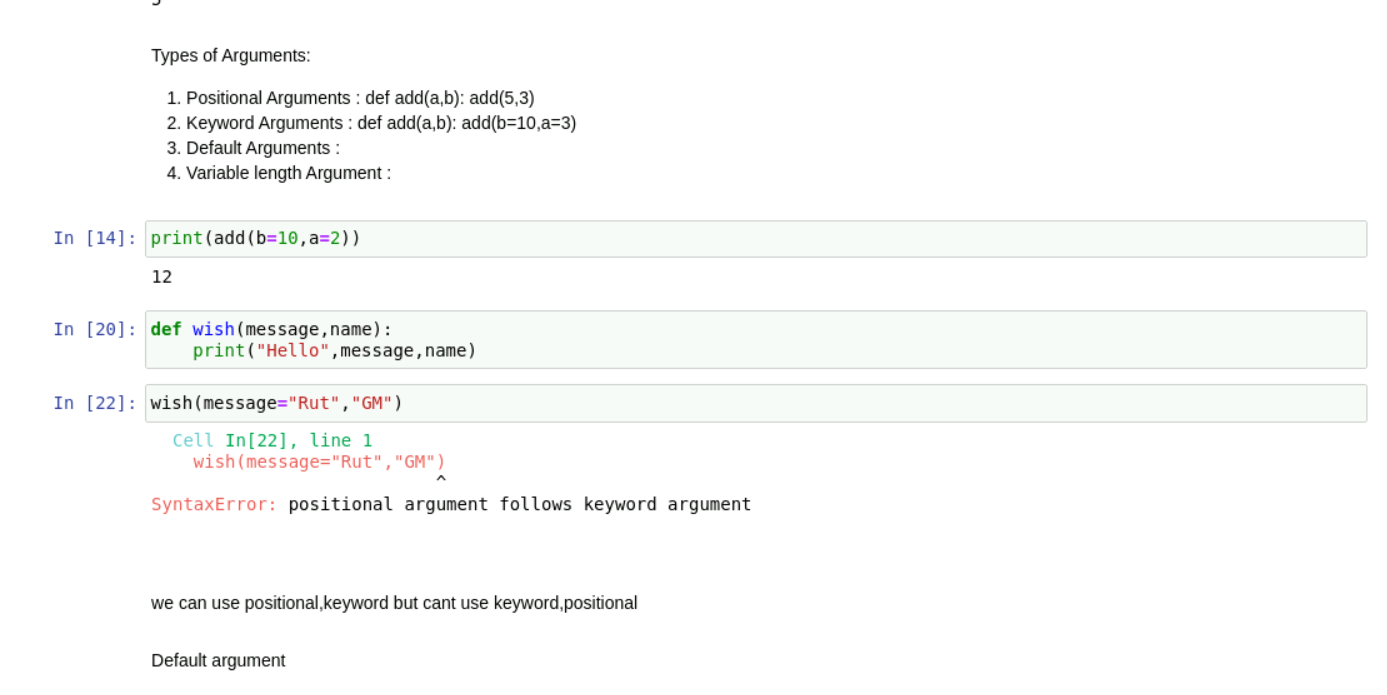 Types of Arguments:
1. Positional Arguments : def add(a,b): add(5,3)
2. Keyword Arguments : def add(a,b): add(b=10,a=3)
3. Default Arguments :
4. Variable length Argument :
In [14]: print(add(b=10,a=2))
12
In [20]: def wish(message,name):
    print("Hello",message,name)
In [22]: wish(message="Rut","GM")
  Cell In[22], line 1
    wish(message="Rut","GM")
                           ^
SyntaxError: positional argument follows keyword argument
we can use positional,keyword but cant use keyword,positional
Default argument